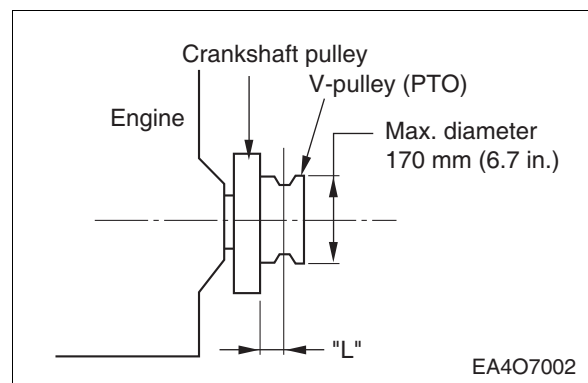 Crankshaft pulley
V-pulley (PTO)
Engine
Max. diameter
170 mm (6.7 in.)
"L"
EA4O7002